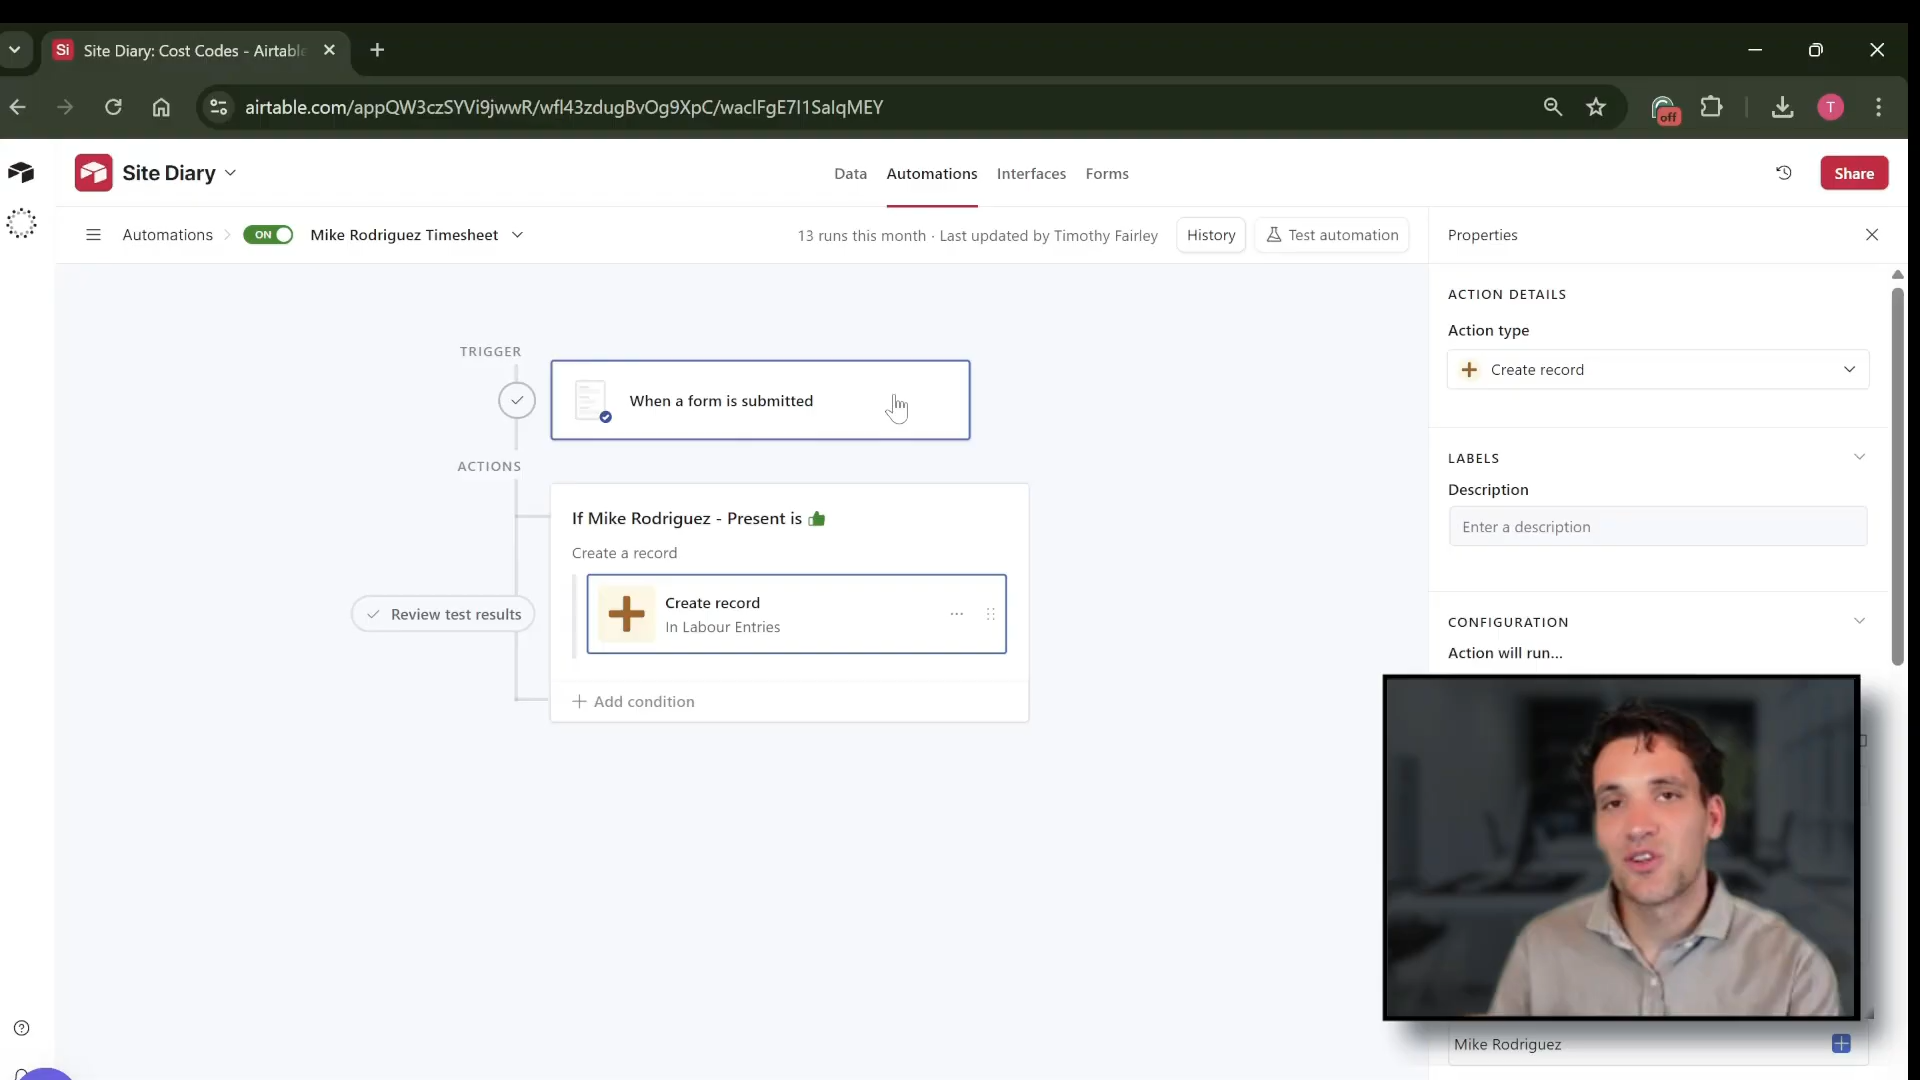 Si Site Diary: Cost Codes - Airtable
airtable.com/appQW3czSYVi9jwwR/wfl43zdugBvOg9XpC/waclFgE7I1SalqMEY
off
T
Site Diary
Data
Automations
Interfaces
Forms
Share
Automations
ON
Mike Rodriguez Timesheet
13 runs this month · Last updated by Timothy Fairley
History
Test automation
Properties
ACTION DETAILS
Action type
Create record
LABELS
Description
Enter a description
CONFIGURATION
Action will run...
TRIGGER
When a form is submitted
ACTIONS
If Mike Rodriguez - Present is 👍
Create a record
Create record
In Labour Entries
Review test results
Add condition
Mike Rodriguez